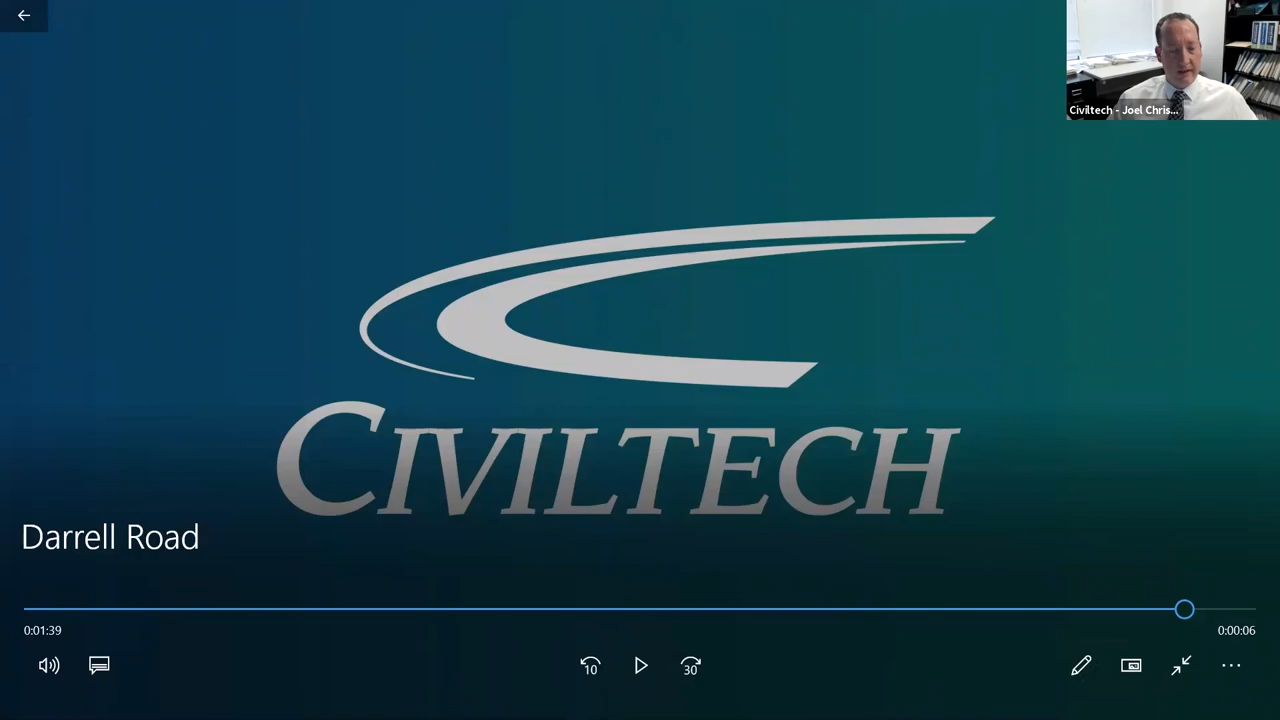 Civiltech - Joel Chris...
CIVILTECH
Darrell Road
0:01:39
0:00:06
10
30